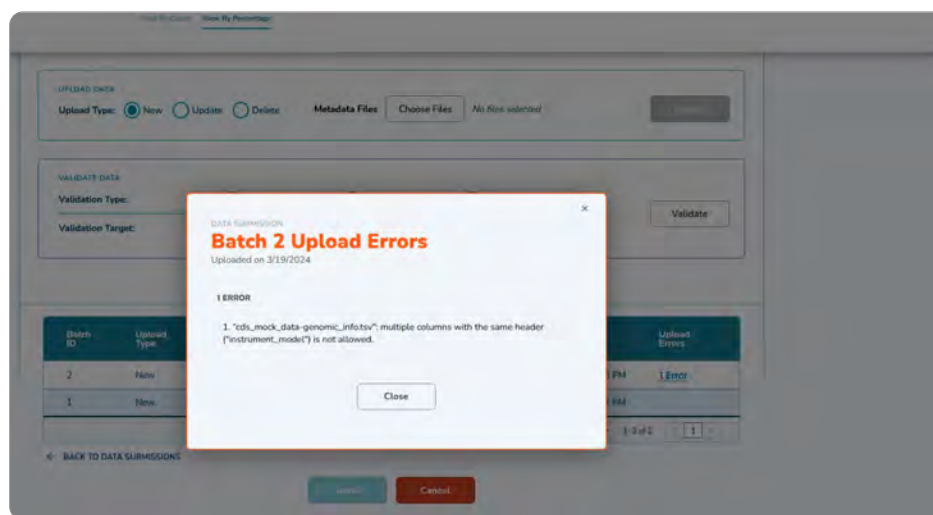 View By Percentage
UPLOAD DATA
Upload Type: New Update Delete Metadata Files Choose Files No files selected
VALIDATE DATA
Validation Type:
Validation Target: Validate
DATA SUBMISSION
×
Batch 2 Upload Errors
Uploaded on 3/19/2024
1 ERROR
1. "cds_mock_data-genomic_info.tsv": multiple columns with the same header
("instrument_model") is not allowed.
Close
Batch ID Upload Type Upload Errors
2 New PM 1 Error
1 New PM
1-2 of 2 1
BACK TO DATA SUBMISSIONS
Cancel